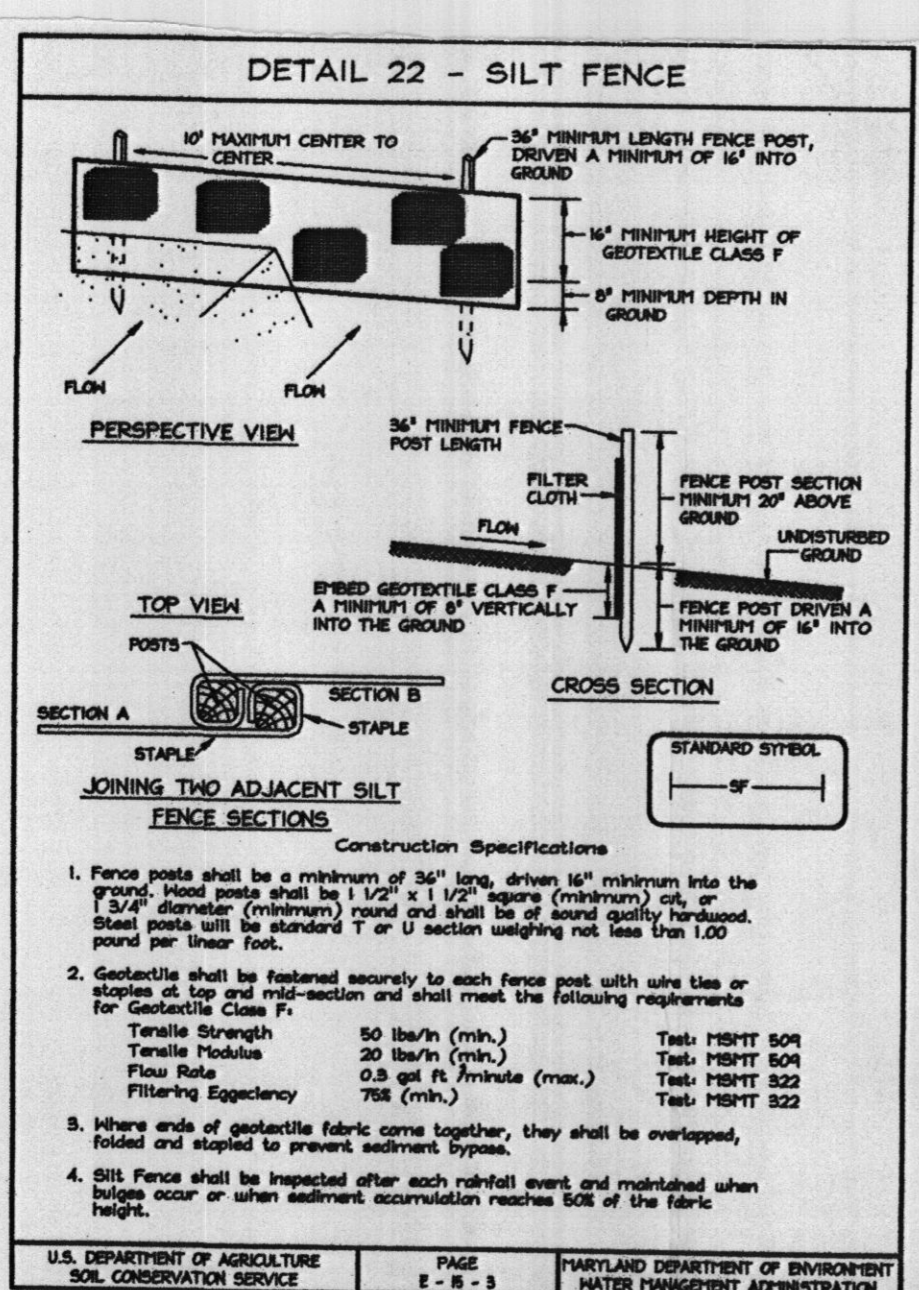 DETAIL 22 - SILT FENCE
10' MAXIMUM CENTER TO
CENTER
36" MINIMUM LENGTH FENCE POST,
DRIVEN A MINIMUM OF 16" INTO
GROUND
16" MINIMUM HEIGHT OF
GEOTEXTILE CLASS F
8" MINIMUM DEPTH IN
GROUND
FLOW
FLOW
PERSPECTIVE VIEW
36" MINIMUM FENCE
POST LENGTH
FILTER
CLOTH
FENCE POST SECTION
MINIMUM 20" ABOVE
GROUND
FLOW
UNDISTURBED
GROUND
EMBED GEOTEXTILE CLASS F
A MINIMUM OF 8" VERTICALLY
INTO THE GROUND
FENCE POST DRIVEN A
MINIMUM OF 16" INTO
THE GROUND
TOP VIEW
POSTS
SECTION B
SECTION A
STAPLE
STAPLE
CROSS SECTION
JOINING TWO ADJACENT SILT
FENCE SECTIONS
STANDARD SYMBOL
SF
Construction Specifications
1. Fence posts shall be a minimum of 36" long, driven 16" minimum into the
ground. Wood posts shall be 1 1/2" x 1 1/2" square (minimum) cut, or
1 3/4" diameter (minimum) round and shall be of sound quality hardwood.
Steel posts will be standard T or U section weighing not less than 1.00
pound per linear foot.
2. Geotextile shall be fastened securely to each fence post with wire ties or
staples at top and mid-section and shall meet the following requirements
for Geotextile Class F:
Tensile Strength 50 lbs/in (min.) Test: MSMT 509
Tensile Modulus 20 lbs/in (min.) Test: MSMT 509
Flow Rate 0.3 gal ft /minute (max.) Test: MSMT 322
Filtering Eggeciency 75% (min.) Test: MSMT 322
3. Where ends of geotextile fabric come together, they shall be overlapped,
folded and stapled to prevent sediment bypass.
4. Silt Fence shall be inspected after each rainfall event and maintained when
bulges occur or when sediment accumulation reaches 50% of the fabric
height.
U.S. DEPARTMENT OF AGRICULTURE
SOIL CONSERVATION SERVICE
PAGE
E - 15 - 3
MARYLAND DEPARTMENT OF ENVIRONMENT
WATER MANAGEMENT ADMINISTRATION